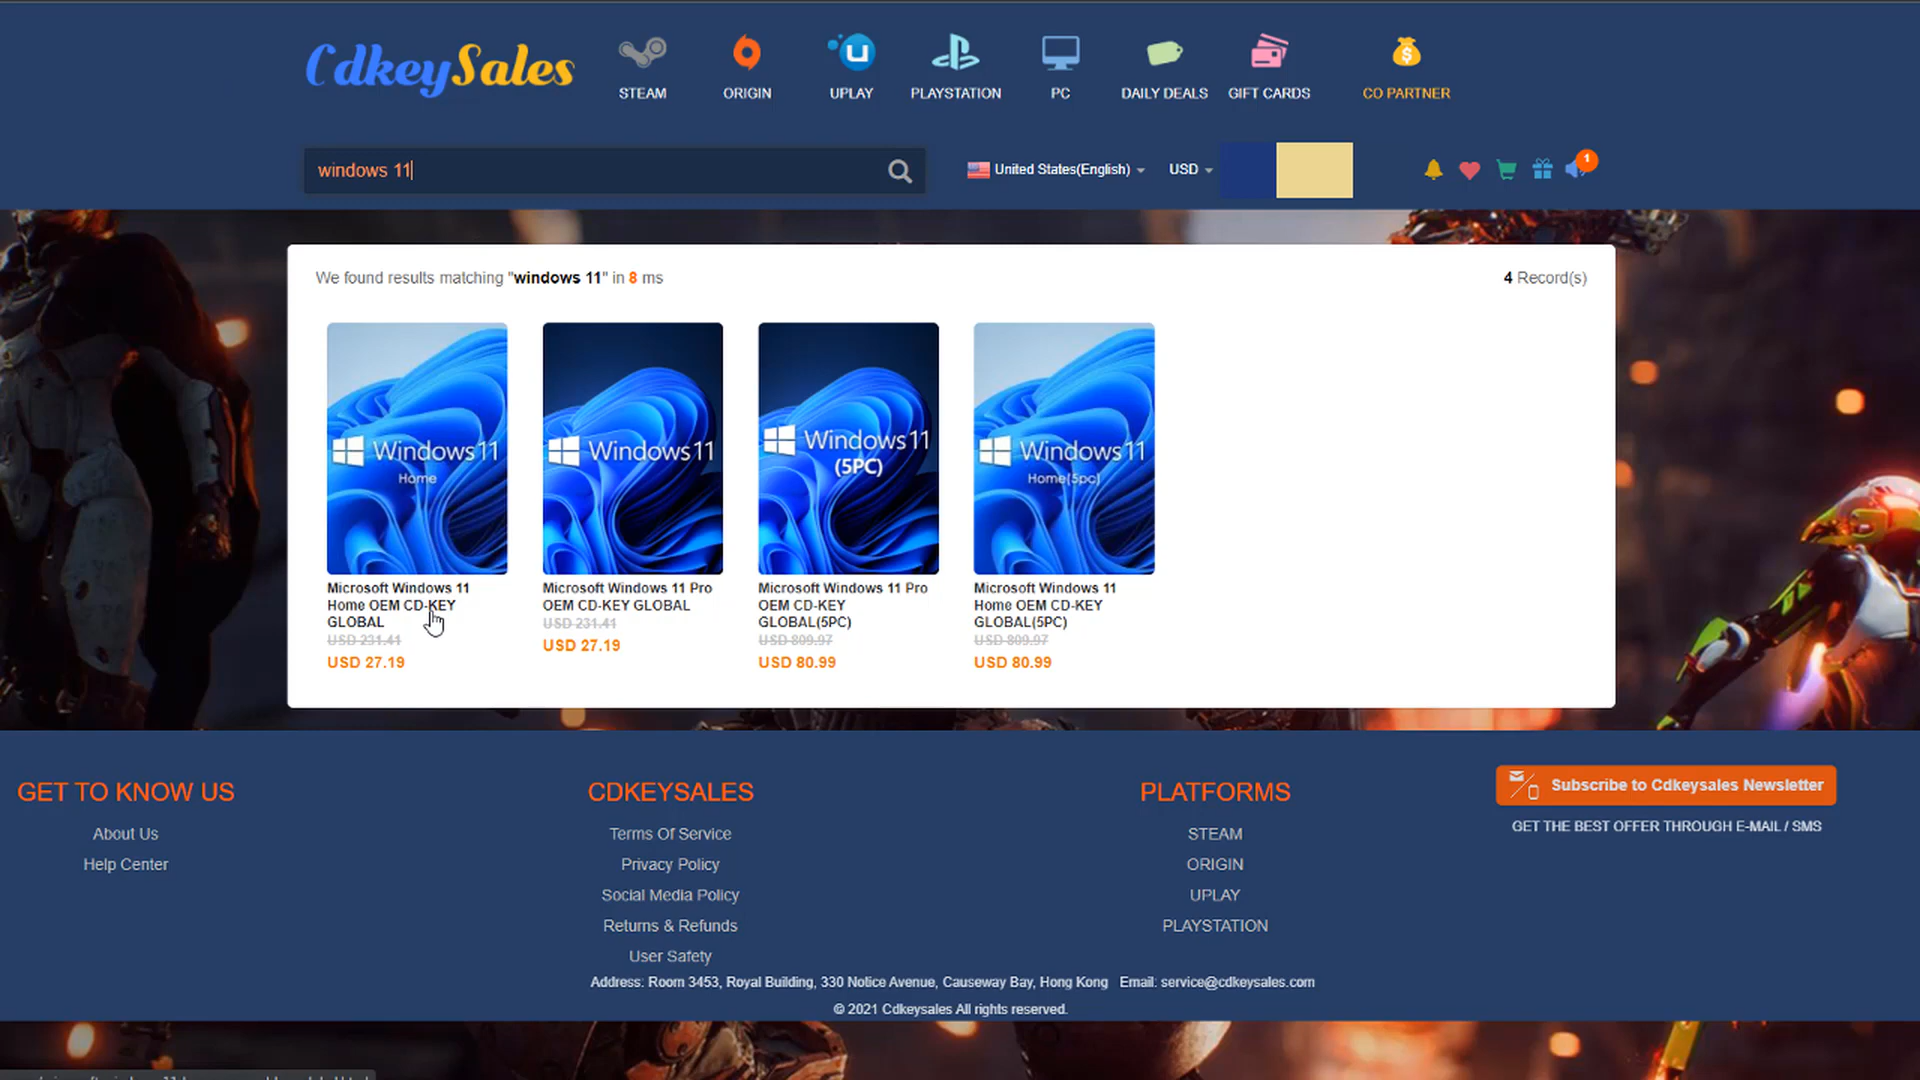 CdkeySales
STEAM
ORIGIN
UPLAY
PLAYSTATION
PC
DAILY DEALS
GIFT CARDS
CO PARTNER
windows 11
United States(English)
USD
1
We found results matching "windows 11" in 8 ms
4 Record(s)
Windows 11
Home
Windows 11
Windows 11
(5PC)
Windows 11
Home(5pc)
Microsoft Windows 11
Home OEM CD-KEY
GLOBAL
USD 231.41
USD 27.19
Microsoft Windows 11 Pro
OEM CD-KEY GLOBAL
USD 231.41
USD 27.19
Microsoft Windows 11 Pro
OEM CD-KEY
GLOBAL(5PC)
USD 809.97
USD 80.99
Microsoft Windows 11
Home OEM CD-KEY
GLOBAL(5PC)
USD 809.97
USD 80.99
GET TO KNOW US
About Us
Help Center
CDKEYSALES
Terms Of Service
Privacy Policy
Social Media Policy
Returns & Refunds
User Safety
PLATFORMS
STEAM
ORIGIN
UPLAY
PLAYSTATION
Subscribe to Cdkeysales Newsletter
GET THE BEST OFFER THROUGH E-MAIL / SMS
Address: Room 3453, Royal Building, 330 Notice Avenue, Causeway Bay, Hong Kong Email: service@cdkeysales.com
© 2021 Cdkeysales All rights reserved.